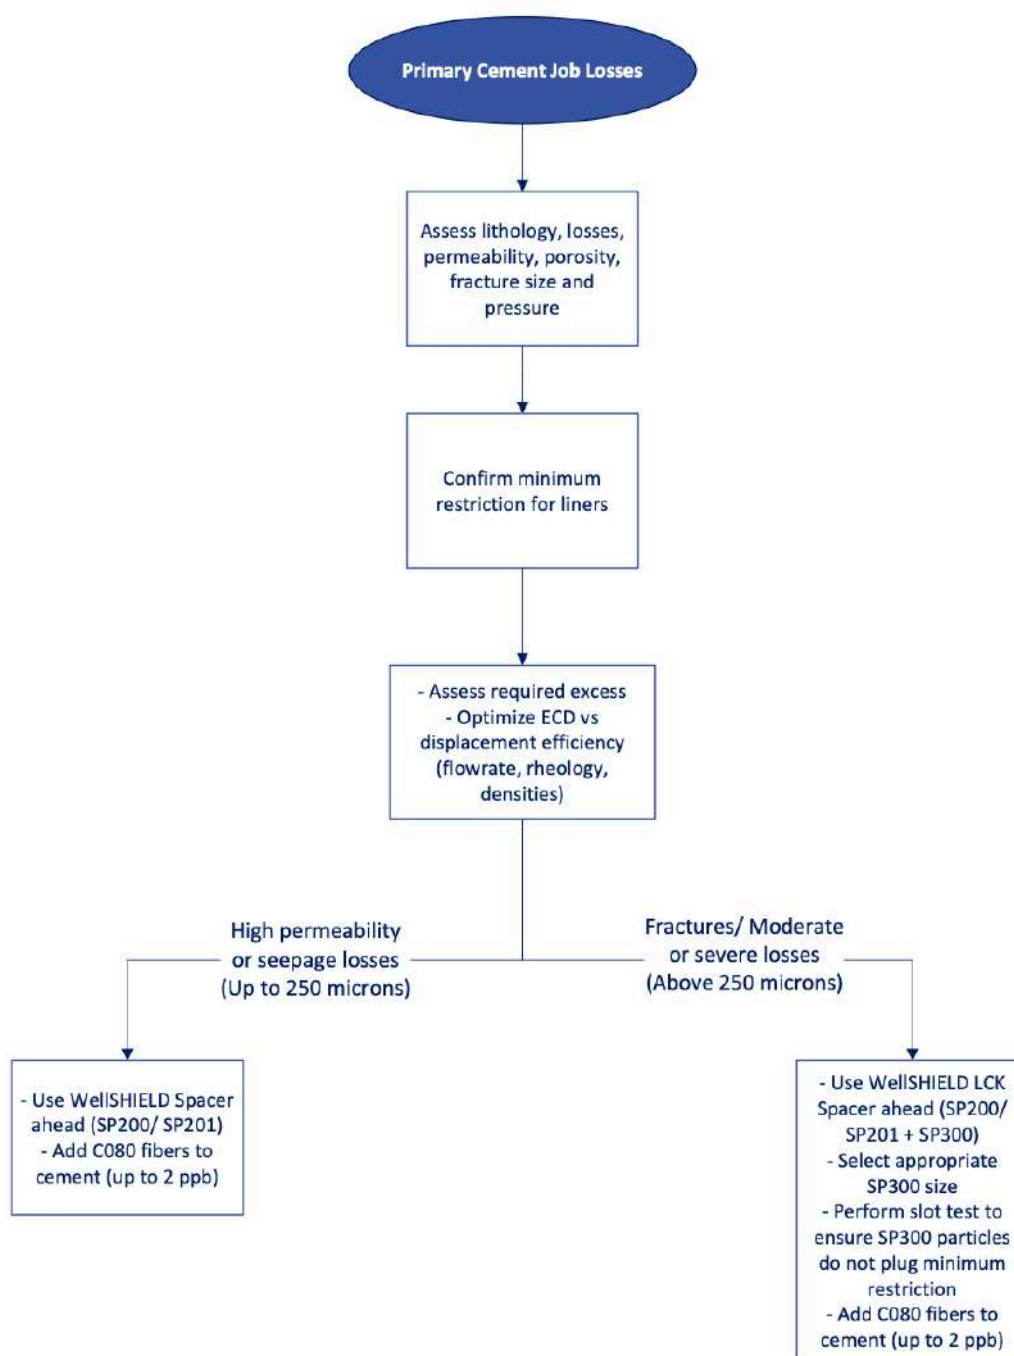 Primary Cement Job Losses
Assess lithology, losses,
permeability, porosity,
fracture size and
pressure
Confirm minimum
restriction for liners
- Assess required excess
- Optimize ECD vs
displacement efficiency
(flowrate, rheology,
densities)
High permeability
or seepage losses
(Up to 250 microns)
Fractures/ Moderate
or severe losses
(Above 250 microns)
- Use WellSHIELD Spacer
ahead (SP200/ SP201)
- Add C080 fibers to
cement (up to 2 ppb)
- Use WellSHIELD LCK
Spacer ahead (SP200/
SP201 + SP300)
- Select appropriate
SP300 size
- Perform slot test to
ensure SP300 particles
do not plug minimum
restriction
- Add C080 fibers to
cement (up to 2 ppb)